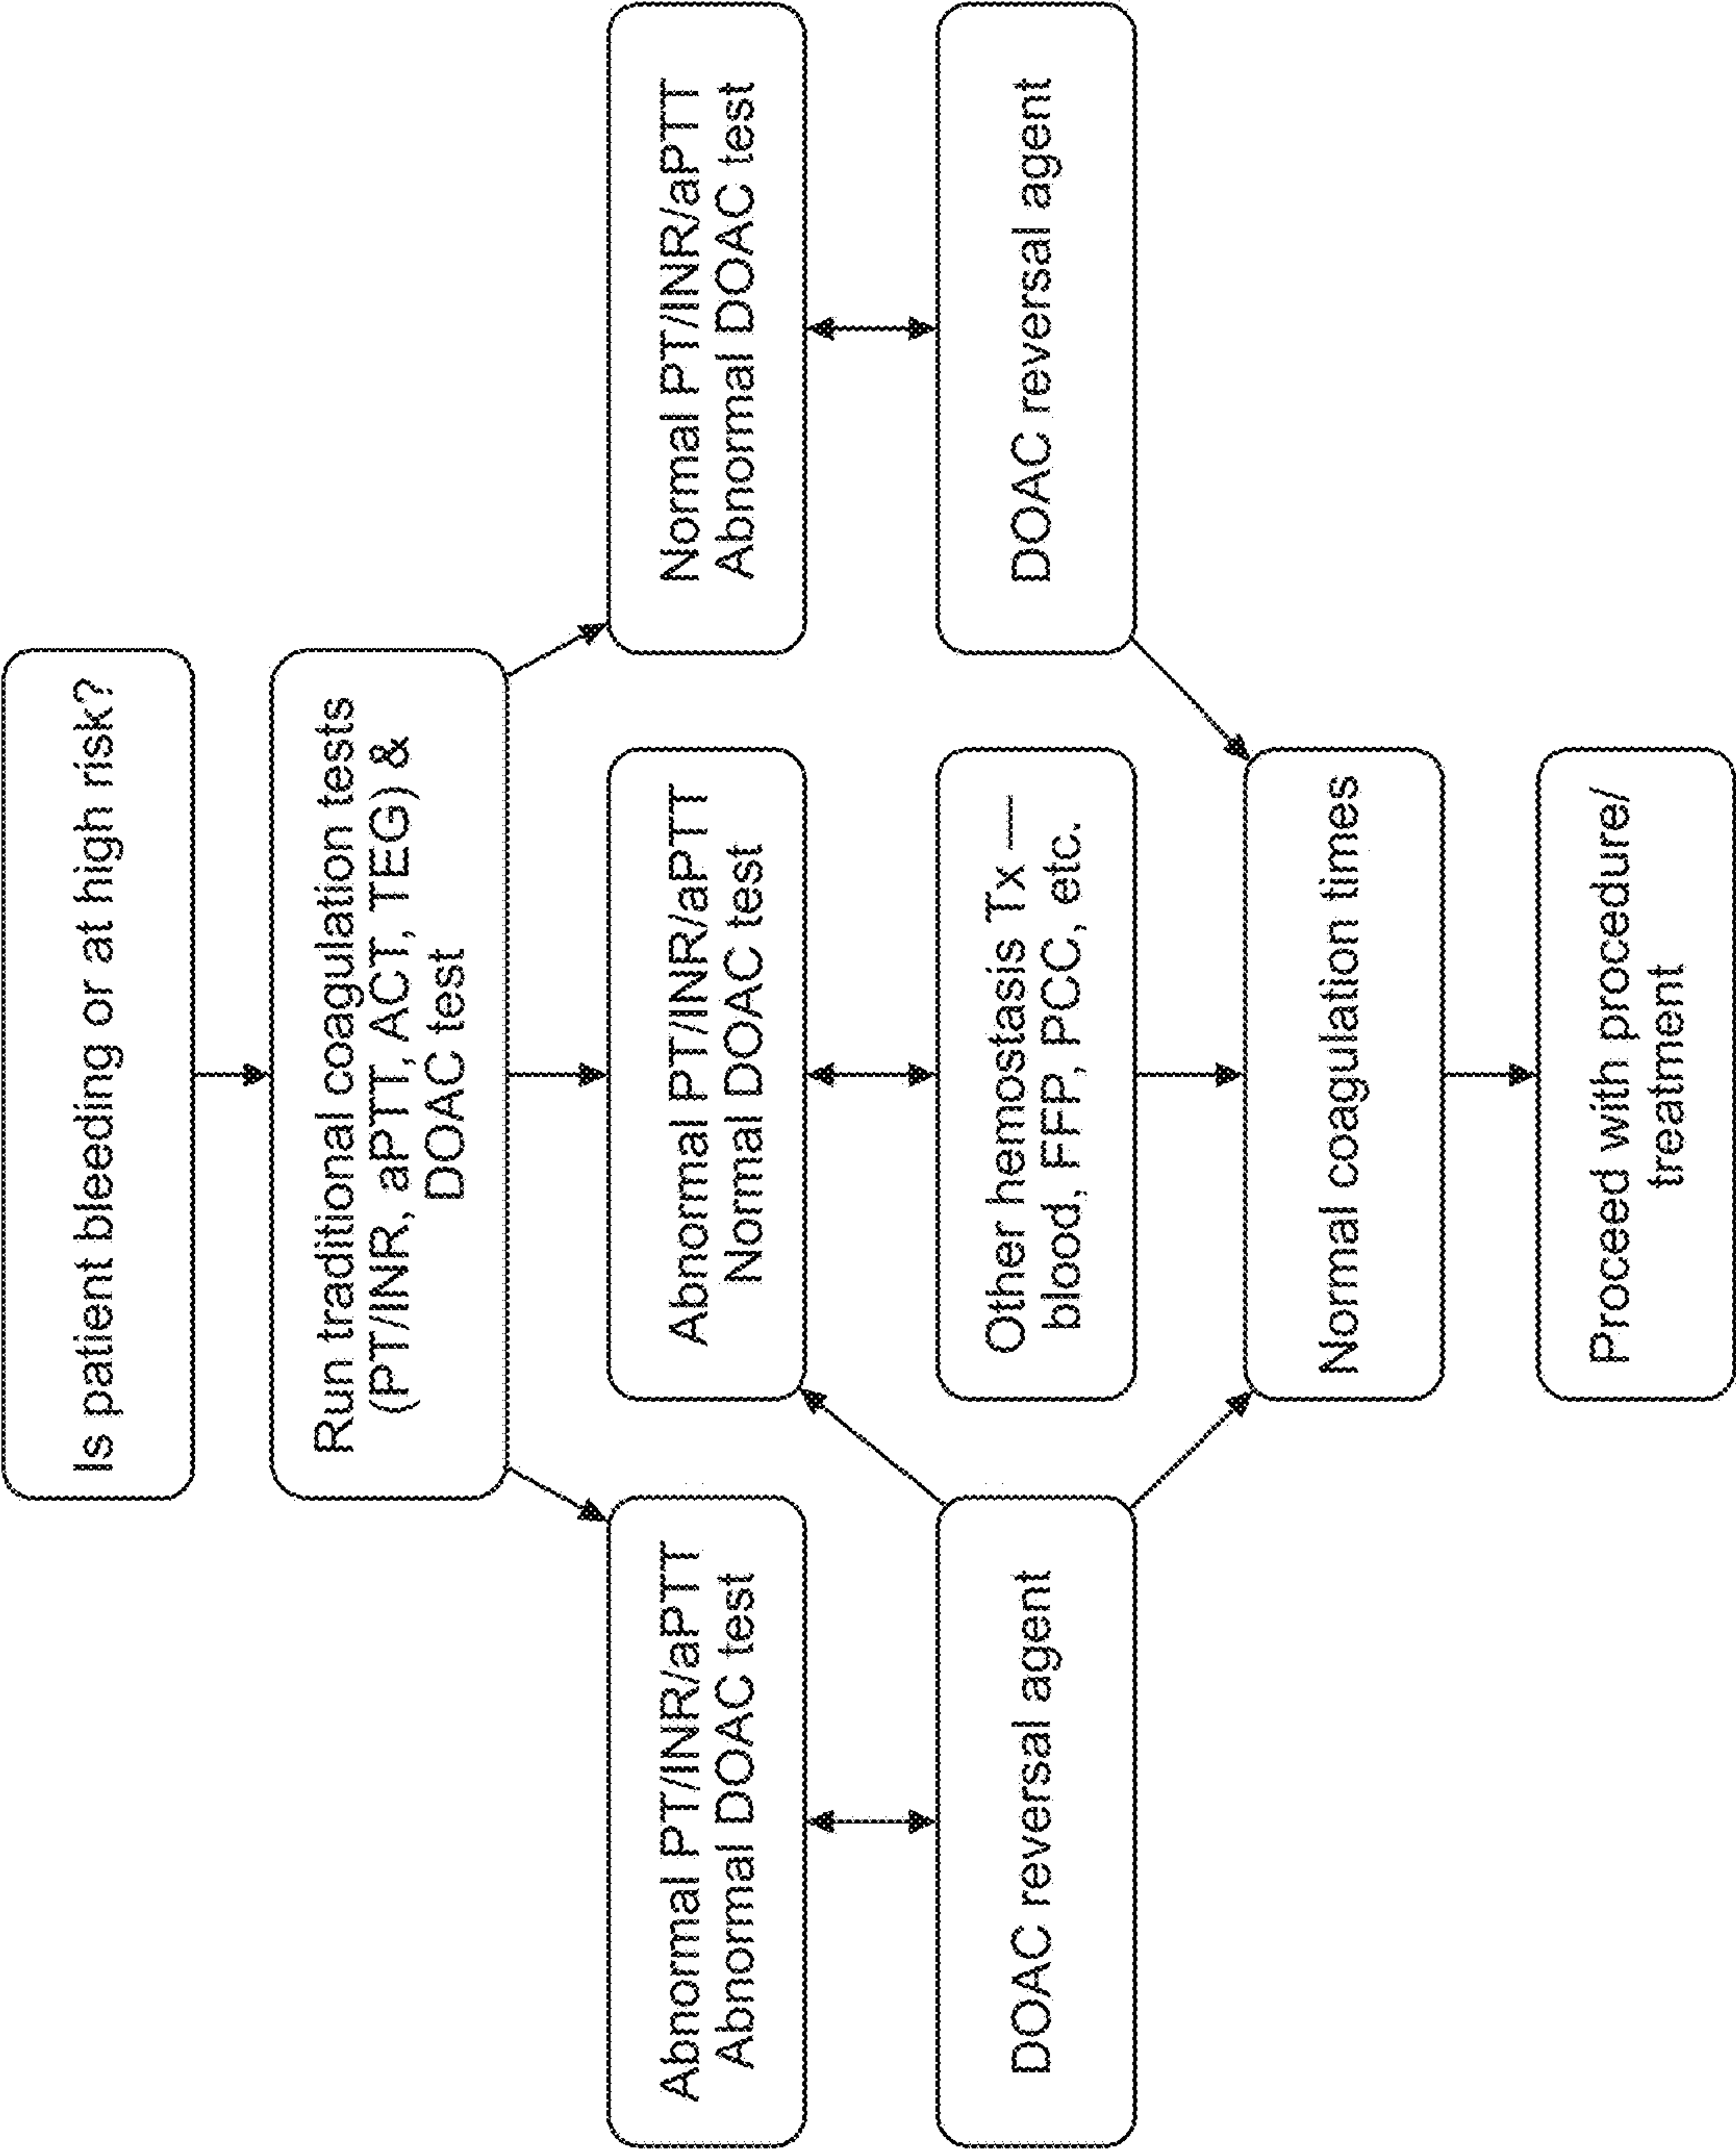 Is patient bleeding or at high risk?
Run traditional coagulation tests
(PT/INR, aPTT, ACT, TEG) &
DOAC test
Abnormal PT/INR/aPTT
Abnormal DOAC test
Abnormal PT/INR/aPTT
Normal DOAC test
Normal PT/INR/aPTT
Abnormal DOAC test
DOAC reversal agent
Other hemostasis Tx —
blood, FFP, PCC, etc.
DOAC reversal agent
Normal coagulation times
Proceed with procedure/
treatment